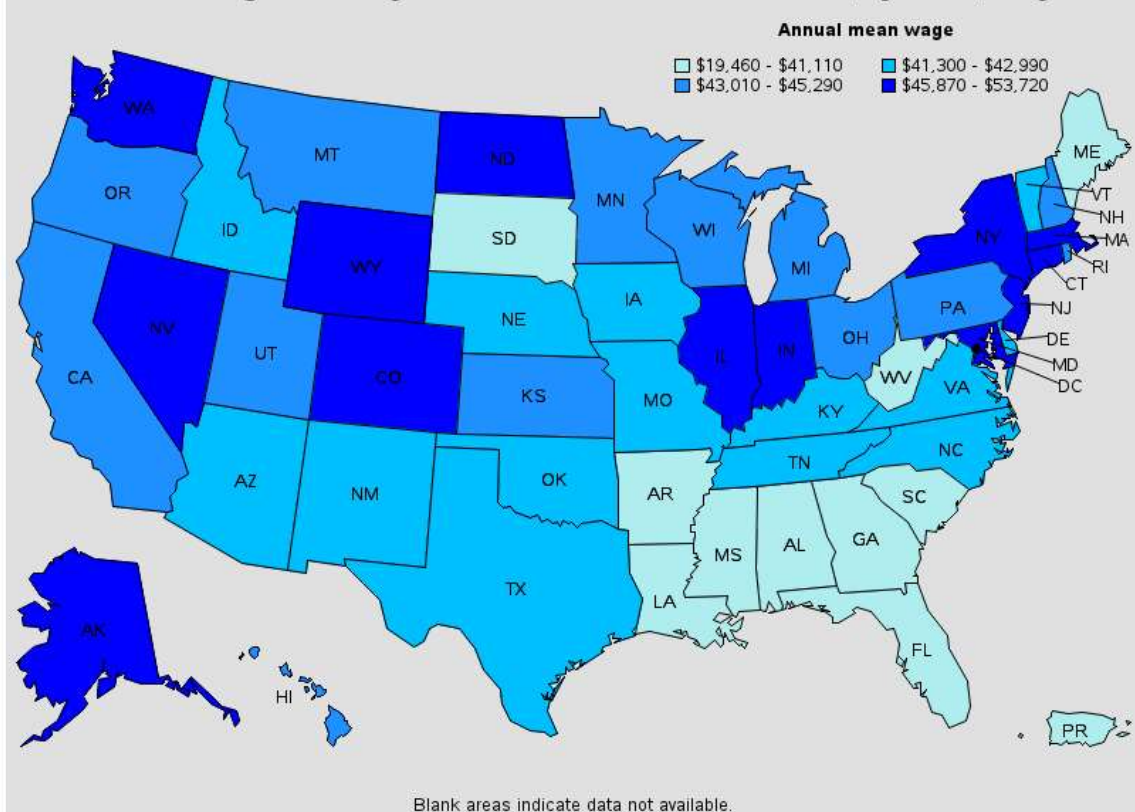 Annual mean wage
$19,460 - $41,110 $41,300 - $42,990
$43,010 - $45,290 $45,870 - $53,720
WA
MT
ND
MN
ME
VT
NH
OR
ID
SD
WI
NY
MA
MI
RI
CT
WY
IA
PA
NJ
NE
OH
DE
NV
UT
IL
IN
MD
CO
WV
DC
CA
KS
MO
VA
KY
NC
TN
AZ
OK
NM
AR
SC
MS
AL
GA
TX
LA
AK
FL
HI
PR
Blank areas indicate data not available.